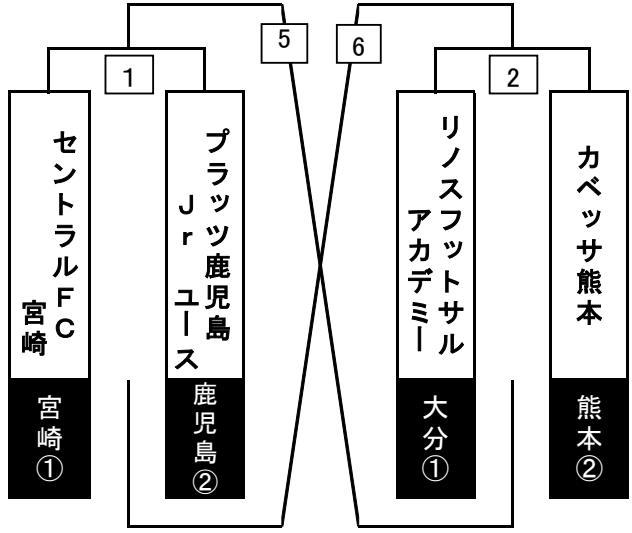 5
6
1
2
セントラルFC
宮崎
プラッツ鹿児島
Jrユース
リノスフットサル
アカデミー
カベッサ熊本
宮崎①
鹿児島②
大分①
熊本②